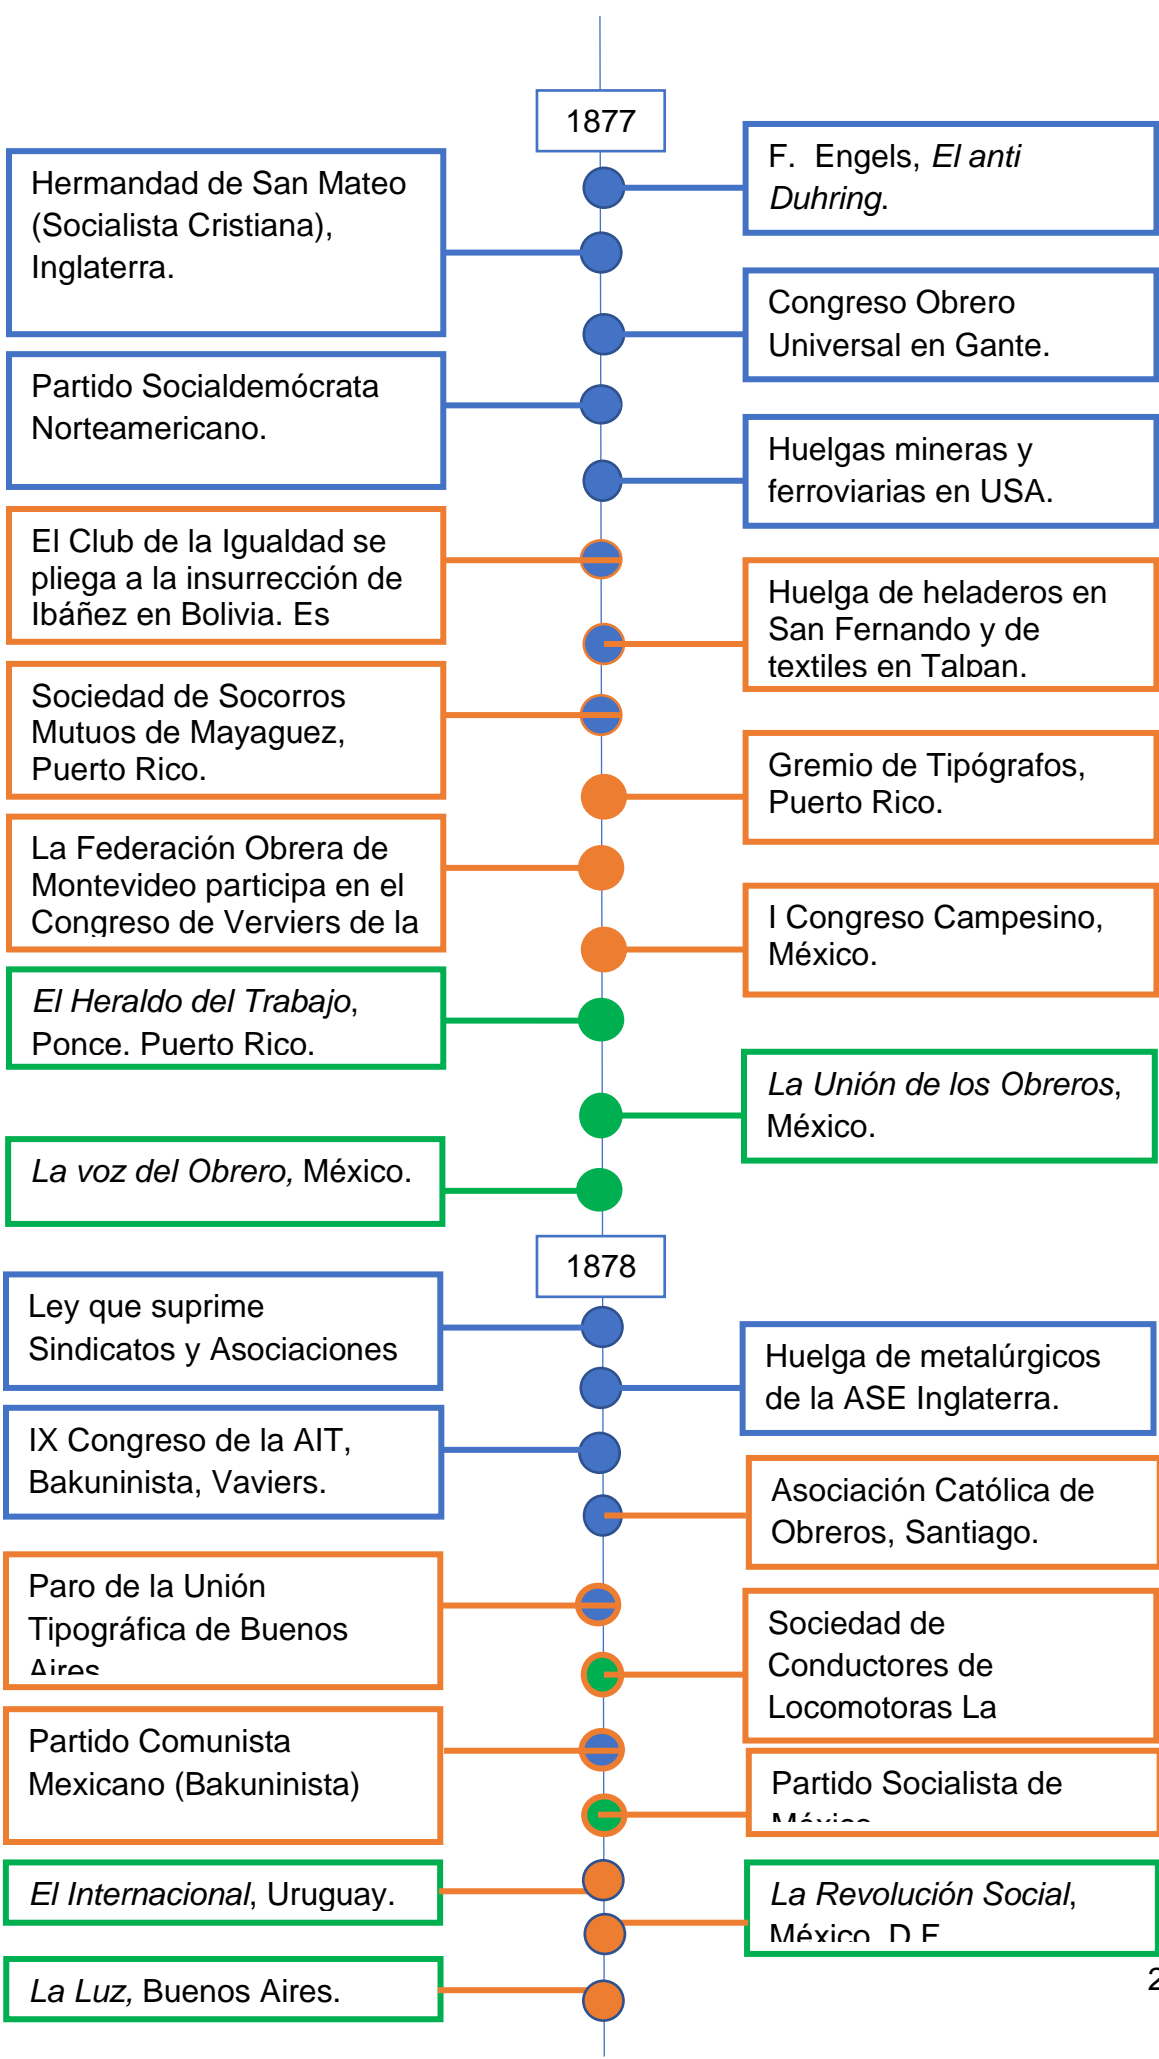 1877
F. Engels, El anti
Duhring.
Hermandad de San Mateo
(Socialista Cristiana),
Inglaterra.
Congreso Obrero
Universal en Gante.
Partido Socialdemócrata
Norteamericano.
Huelgas mineras y
ferroviarias en USA.
El Club de la Igualdad se
pliega a la insurrección de
Ibáñez en Bolivia. Es
Huelga de heladeros en
San Fernando y de
textiles en Talpan.
Sociedad de Socorros
Mutuos de Mayaguez,
Puerto Rico.
Gremio de Tipógrafos,
Puerto Rico.
La Federación Obrera de
Montevideo participa en el
Congreso de Verviers de la
I Congreso Campesino,
México.
El Heraldo del Trabajo,
Ponce. Puerto Rico.
La Unión de los Obreros,
México.
La voz del Obrero, México.
1878
Ley que suprime
Sindicatos y Asociaciones
Huelga de metalúrgicos
de la ASE Inglaterra.
IX Congreso de la AIT,
Bakuninista, Vaviers.
Asociación Católica de
Obreros, Santiago.
Paro de la Unión
Tipográfica de Buenos
Aires
Sociedad de
Conductores de
Locomotoras La
Partido Comunista
Mexicano (Bakuninista)
Partido Socialista de
México
El Internacional, Uruguay.
La Revolución Social,
México, D.F
La Luz, Buenos Aires.
2